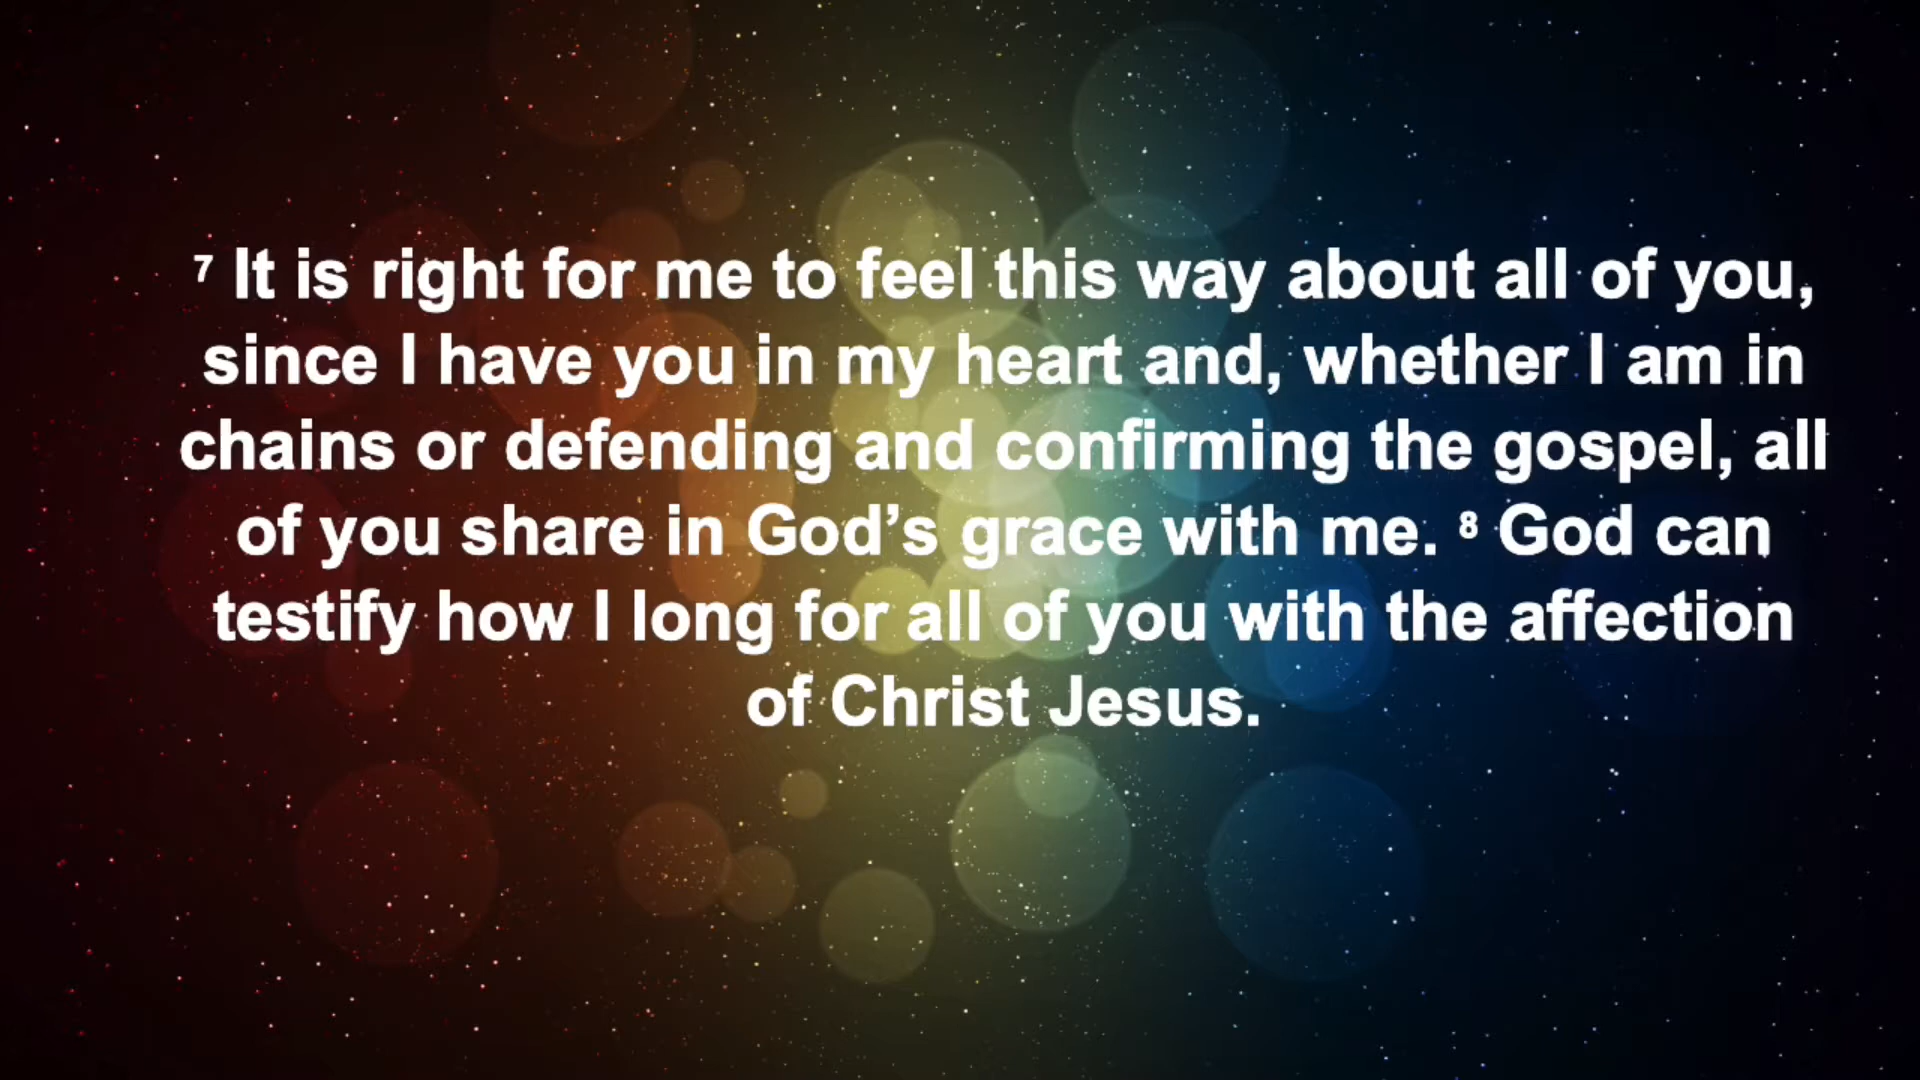 ⁷ It is right for me to feel this way about all of you,
since I have you in my heart and, whether I am in
chains or defending and confirming the gospel, all
of you share in God’s grace with me. ⁸ God can
testify how I long for all of you with the affection
of Christ Jesus.